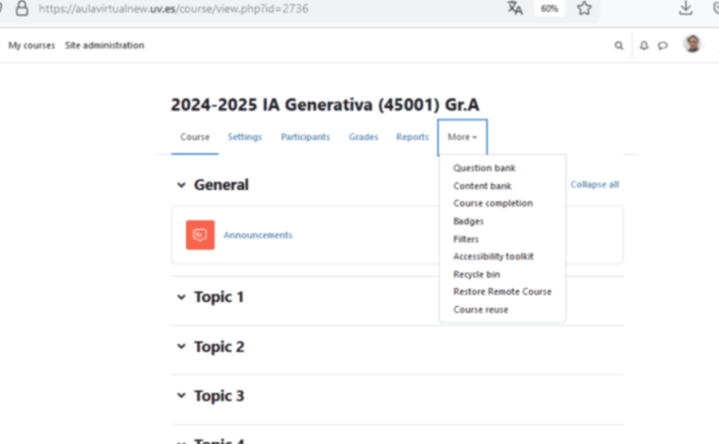 https://aulavirtualnew.uv.es/course/view.php?id=2736
60%
My courses Site administration
2024-2025 IA Generativa (45001) Gr.A
Course Settings Participants Grades Reports More
General
Collapse all
Announcements
Question bank
Content bank
Course completion
Badges
Filters
Accessibility toolkit
Recycle bin
Restore Remote Course
Course reuse
Topic 1
Topic 2
Topic 3
Topic 4